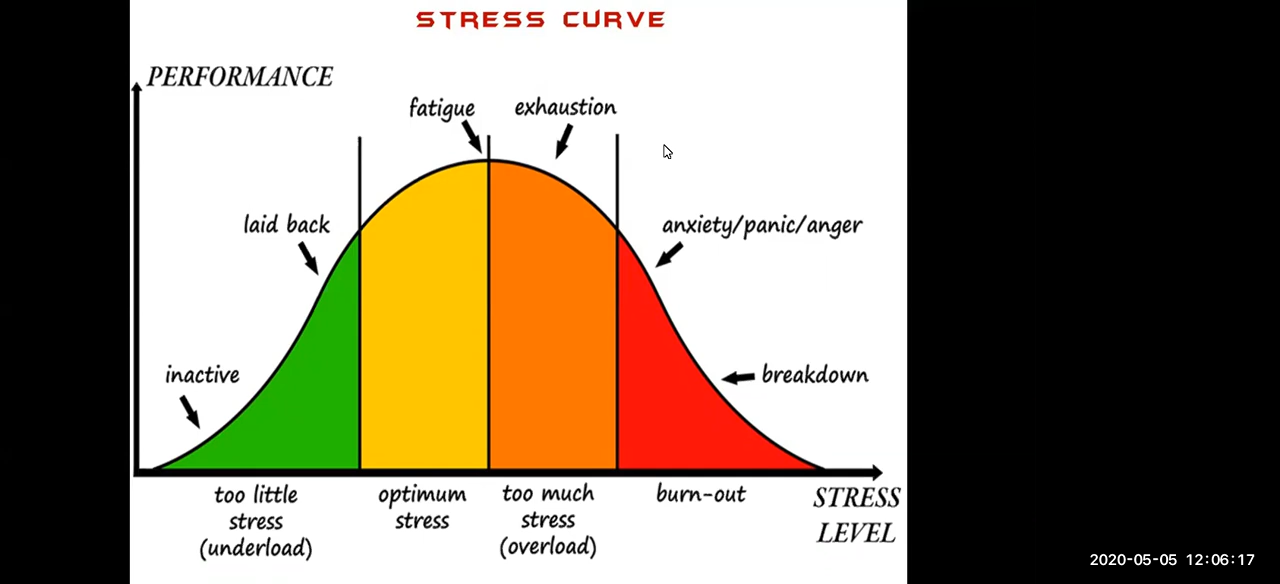 STRESS CURVE
PERFORMANCE
fatigue
exhaustion
laid back
anxiety/panic/anger
inactive
breakdown
too little
stress
(underload)
optimum
stress
too much
stress
(overload)
burn-out
STRESS
LEVEL
2020-05-05 12:06:17